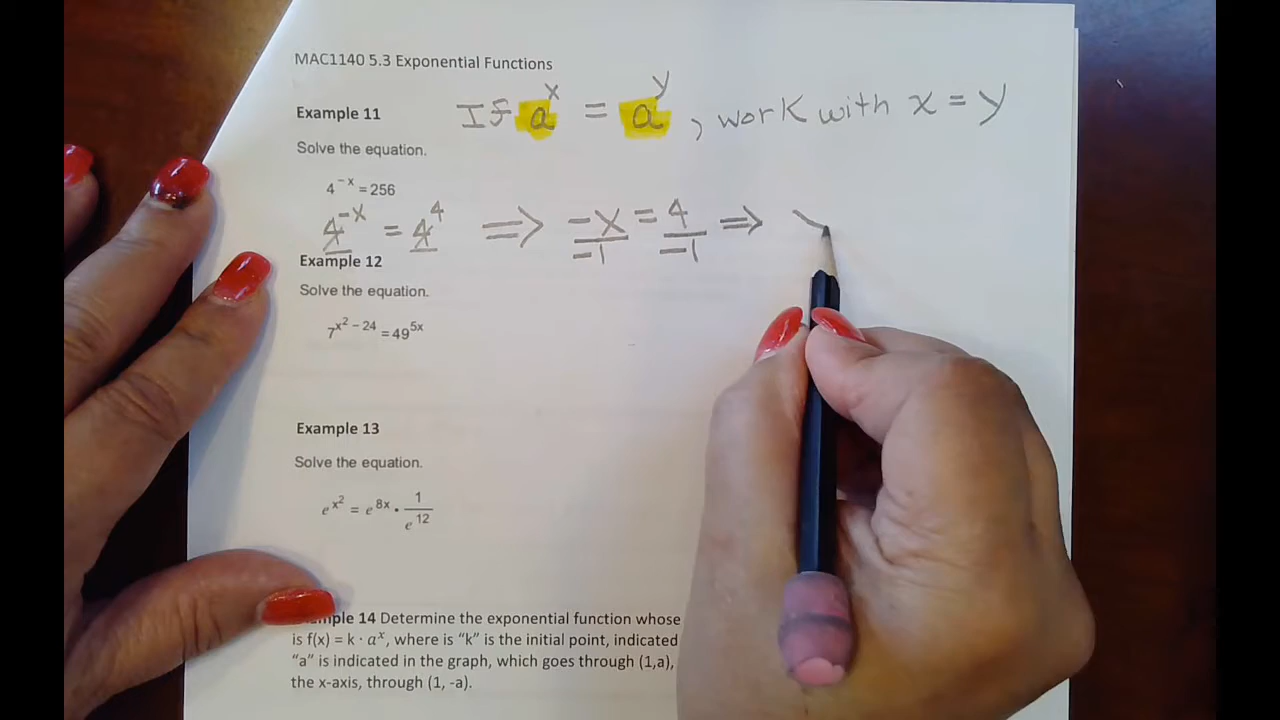 MAC1140 5.3 Exponential Functions
Example 11 If a^x = a^y, work with x = y
Solve the equation.
4^-x = 256
4^-x = 4^4 ⇒ -x/-1 = 4/-1 ⇒
Example 12
Solve the equation.
7^x²-24 = 49^5x
Example 13
Solve the equation.
e^x² = e^8x · 1/e^12
ple 14 Determine the exponential function whose
is f(x) = k · a^x, where is “k” is the initial point, indicated
“a” is indicated in the graph, which goes through (1,a),
the x-axis, through (1, -a).